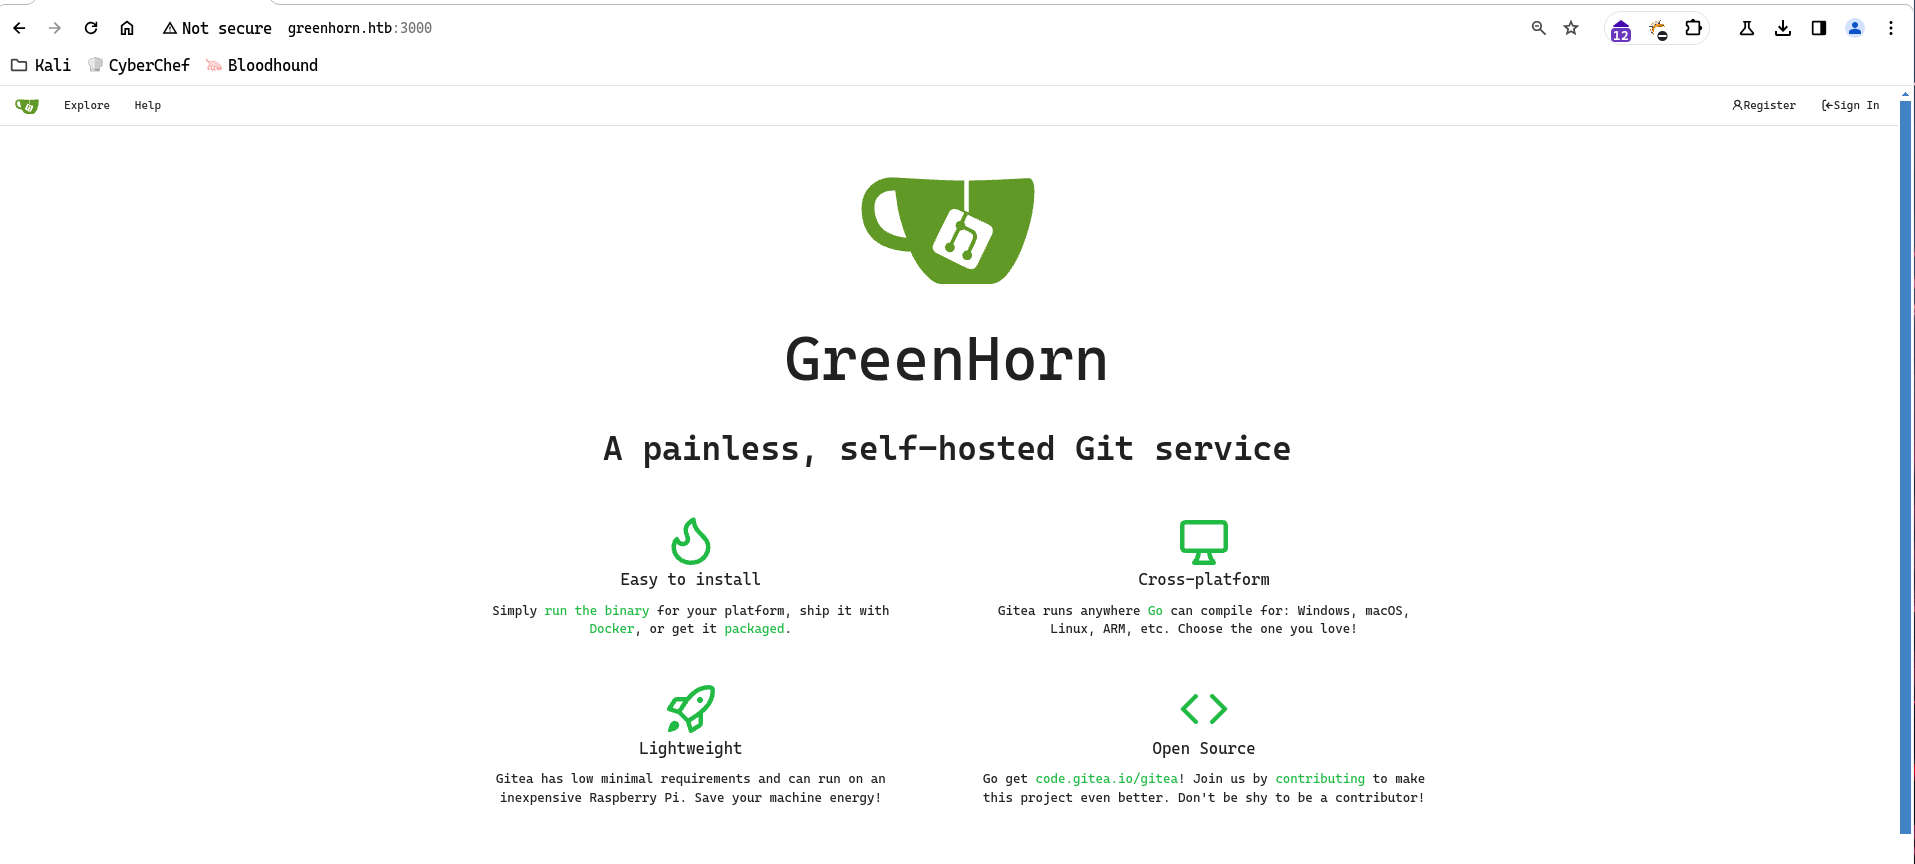 Not secure greenhorn.htb:3000
12
Kali CyberChef Bloodhound
Explore Help Register Sign In
GreenHorn
A painless, self-hosted Git service
Easy to install
Simply run the binary for your platform, ship it with
Docker, or get it packaged.
Cross-platform
Gitea runs anywhere Go can compile for: Windows, macOS,
Linux, ARM, etc. Choose the one you love!
Lightweight
Gitea has low minimal requirements and can run on an
inexpensive Raspberry Pi. Save your machine energy!
Open Source
Go get code.gitea.io/gitea! Join us by contributing to make
this project even better. Don't be shy to be a contributor!